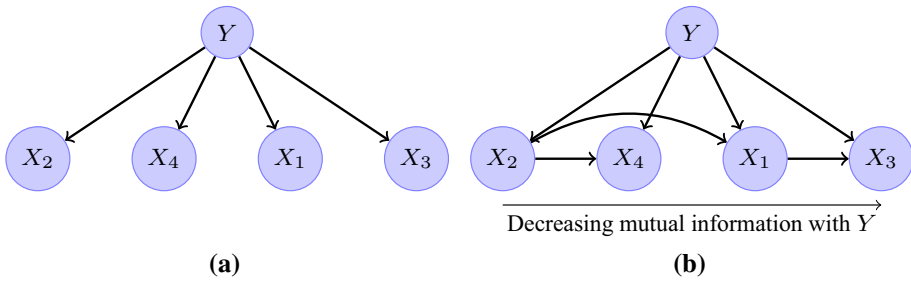 Y
X2 X4 X1 X3
(a)
Y
X2 X4 X1 X3
Decreasing mutual information with Y
(b)